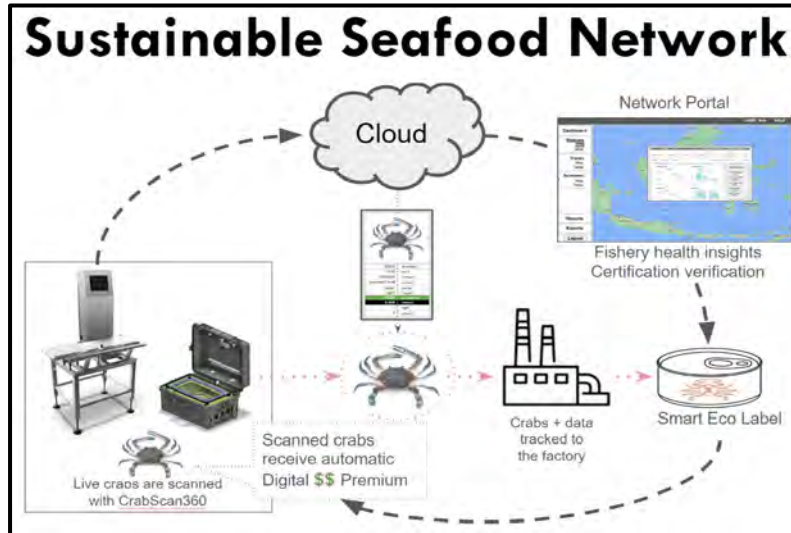 Sustainable Seafood Network
Cloud
Network Portal
Fishery health insights
Certification verification
Live crabs are scanned
with CrabScan360
Scanned crabs
receive automatic
Digital $$ Premium
Crabs + data
tracked to
the factory
Smart Eco Label